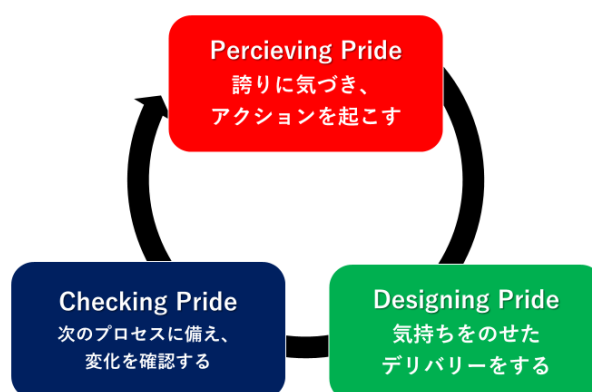 Percieving Pride
誇りに気づき、
アクションを起こす
Checking Pride
次のプロセスに備え、
変化を確認する
Designing Pride
気持ちをのせた
デリバリーをする